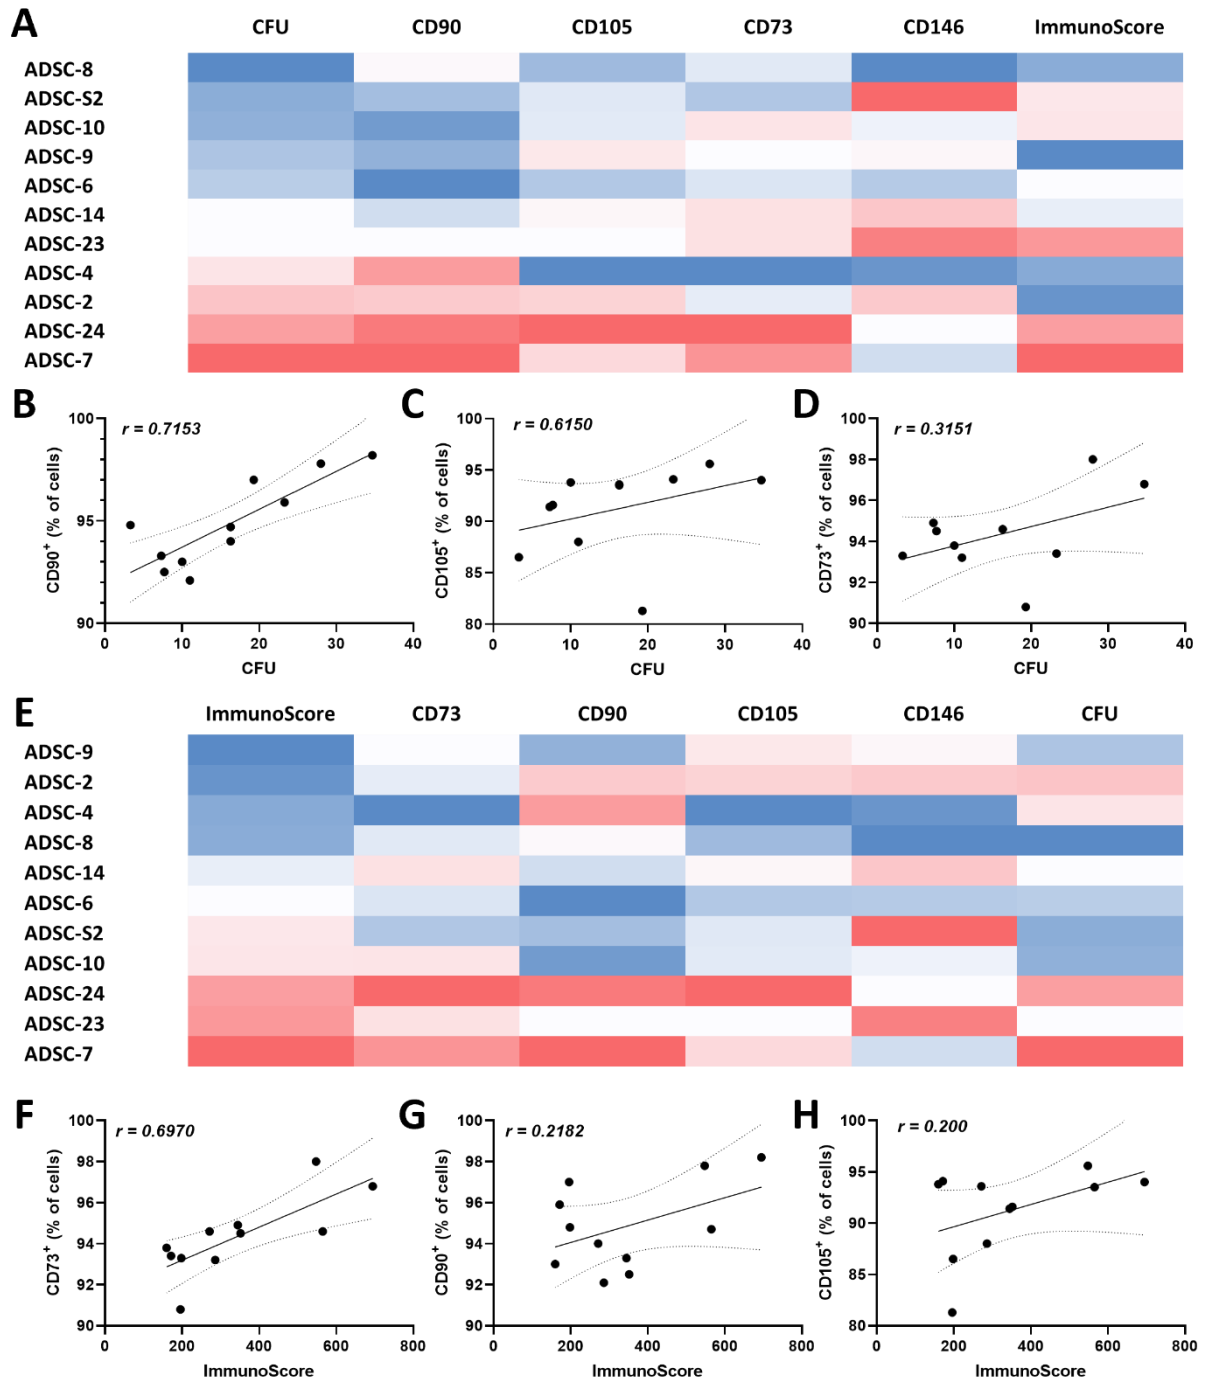 A
CFU CD90 CD105 CD73 CD146 ImmunoScore
ADSC-8
ADSC-S2
ADSC-10
ADSC-9
ADSC-6
ADSC-14
ADSC-23
ADSC-4
ADSC-2
ADSC-24
ADSC-7
B
r = 0.7153
CD90⁺ (% of cells)
100
95
90
0 10 20 30 40
CFU
C
r = 0.6150
CD105⁺ (% of cells)
100
95
90
85
80
0 10 20 30 40
CFU
D
r = 0.3151
CD73⁺ (% of cells)
100
98
96
94
92
90
0 10 20 30 40
CFU
E
ImmunoScore CD73 CD90 CD105 CD146 CFU
ADSC-9
ADSC-2
ADSC-4
ADSC-8
ADSC-14
ADSC-6
ADSC-S2
ADSC-10
ADSC-24
ADSC-23
ADSC-7
F
r = 0.6970
CD73⁺ (% of cells)
100
98
96
94
92
90
0 200 400 600 800
ImmunoScore
G
r = 0.2182
CD90⁺ (% of cells)
100
98
96
94
92
90
0 200 400 600 800
ImmunoScore
H
r = 0.200
CD105⁺ (% of cells)
100
95
90
85
80
0 200 400 600 800
ImmunoScore